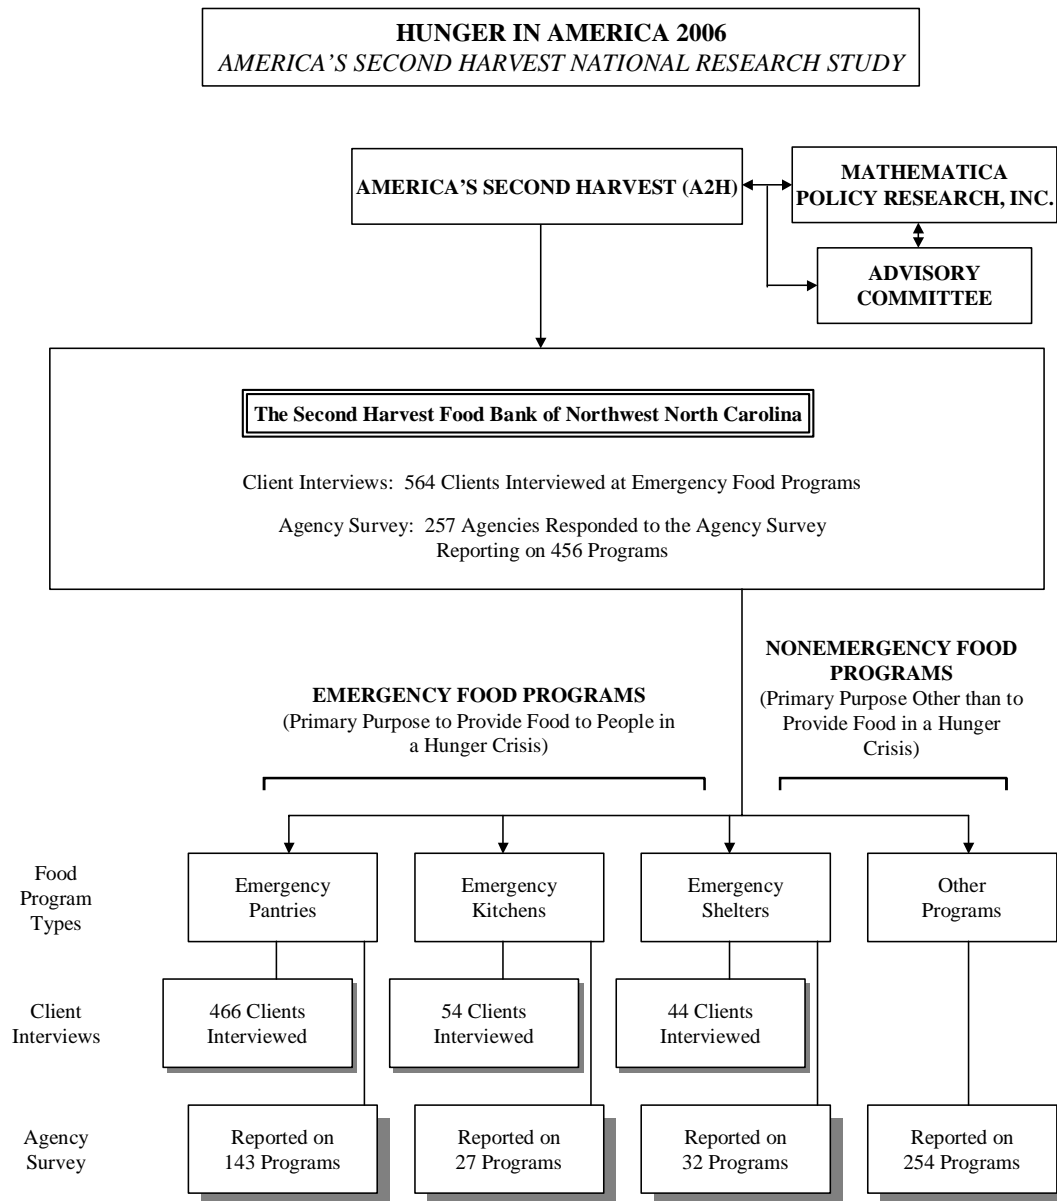 HUNGER IN AMERICA 2006
AMERICA'S SECOND HARVEST NATIONAL RESEARCH STUDY
AMERICA'S SECOND HARVEST (A2H)
MATHEMATICA
POLICY RESEARCH, INC.
ADVISORY
COMMITTEE
The Second Harvest Food Bank of Northwest North Carolina
Client Interviews: 564 Clients Interviewed at Emergency Food Programs
Agency Survey: 257 Agencies Responded to the Agency Survey
Reporting on 456 Programs
EMERGENCY FOOD PROGRAMS
(Primary Purpose to Provide Food to People in
a Hunger Crisis)
NONEMERGENCY FOOD
PROGRAMS
(Primary Purpose Other than to
Provide Food in a Hunger
Crisis)
Food
Program
Types
Emergency
Pantries
Emergency
Kitchens
Emergency
Shelters
Other
Programs
Client
Interviews
466 Clients
Interviewed
54 Clients
Interviewed
44 Clients
Interviewed
Agency
Survey
Reported on
143 Programs
Reported on
27 Programs
Reported on
32 Programs
Reported on
254 Programs